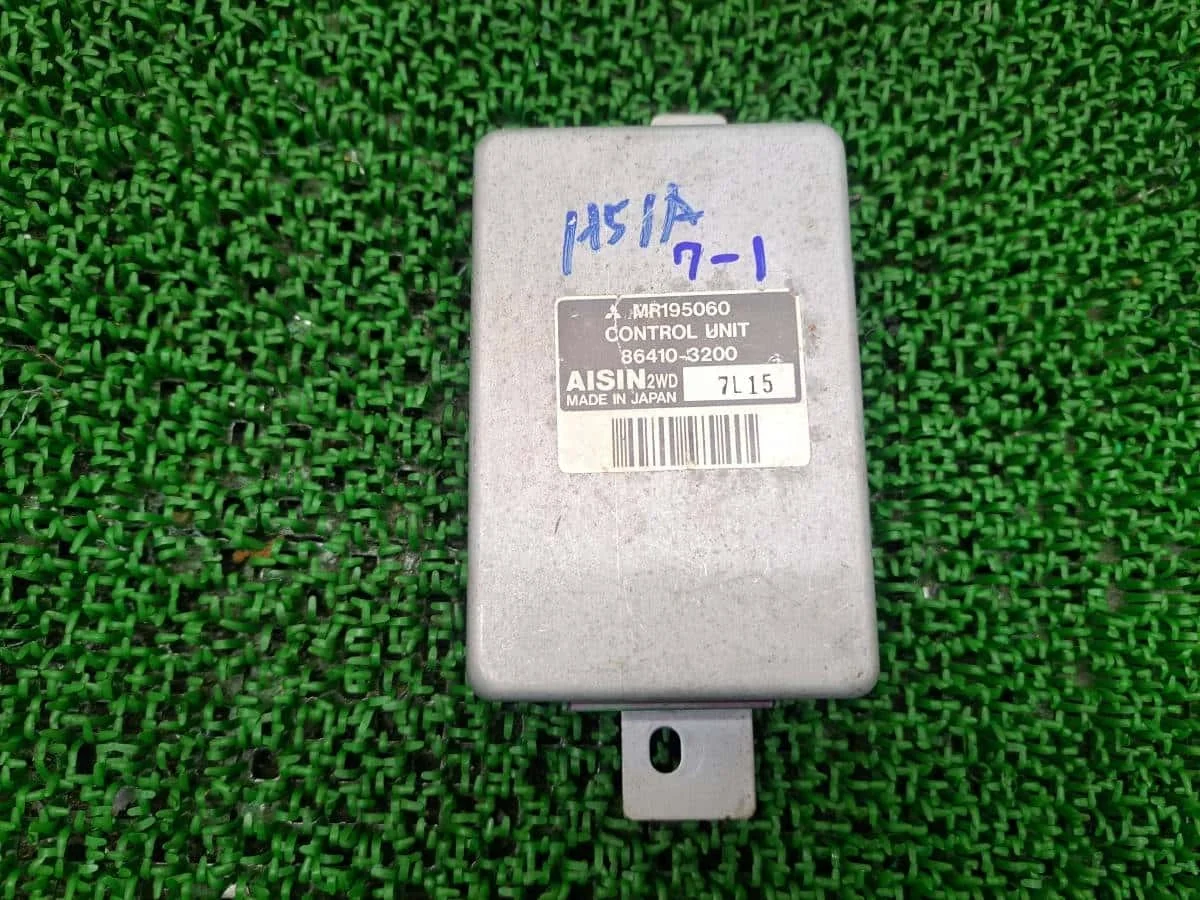 H51A
7-1
MR195060
CONTROL UNIT
86410-3200
AISIN 2WD 7L15
MADE IN JAPAN